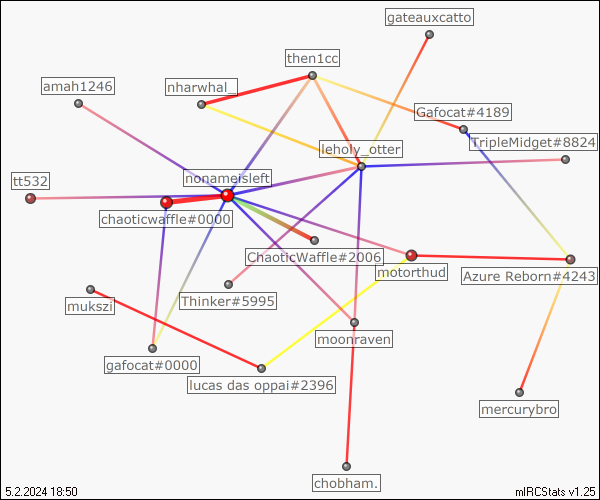 gateauxcatto
then1cc
amah1246
nharwhal_
Gafocat#4189
TripleMidget#8824
leholy_otter
tt532
nonameisleft
chaoticwaffle#0000
ChaoticWaffle#2006
motorthud
Azure Reborn#4243
mukszi
Thinker#5995
moonraven
gafocat#0000
lucas das oppai#2396
mercurybro
chobham.
5.2.2024 18:50
mIRCStats v1.25